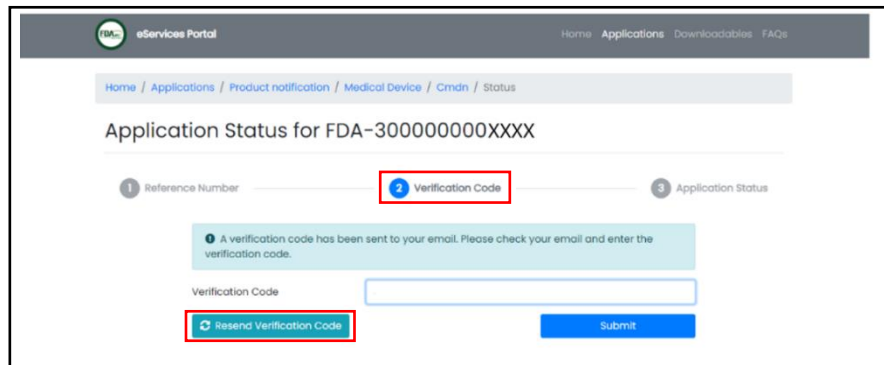 FDA
eServices Portal
Home Applications Downloadables FAQs
Home / Applications / Product notification / Medical Device / Cmdn / Status
Application Status for FDA-300000000XXXX
1 Reference Number
2 Verification Code
3 Application Status
A verification code has been sent to your email. Please check your email and enter the
verification code.
Verification Code
Resend Verification Code
Submit